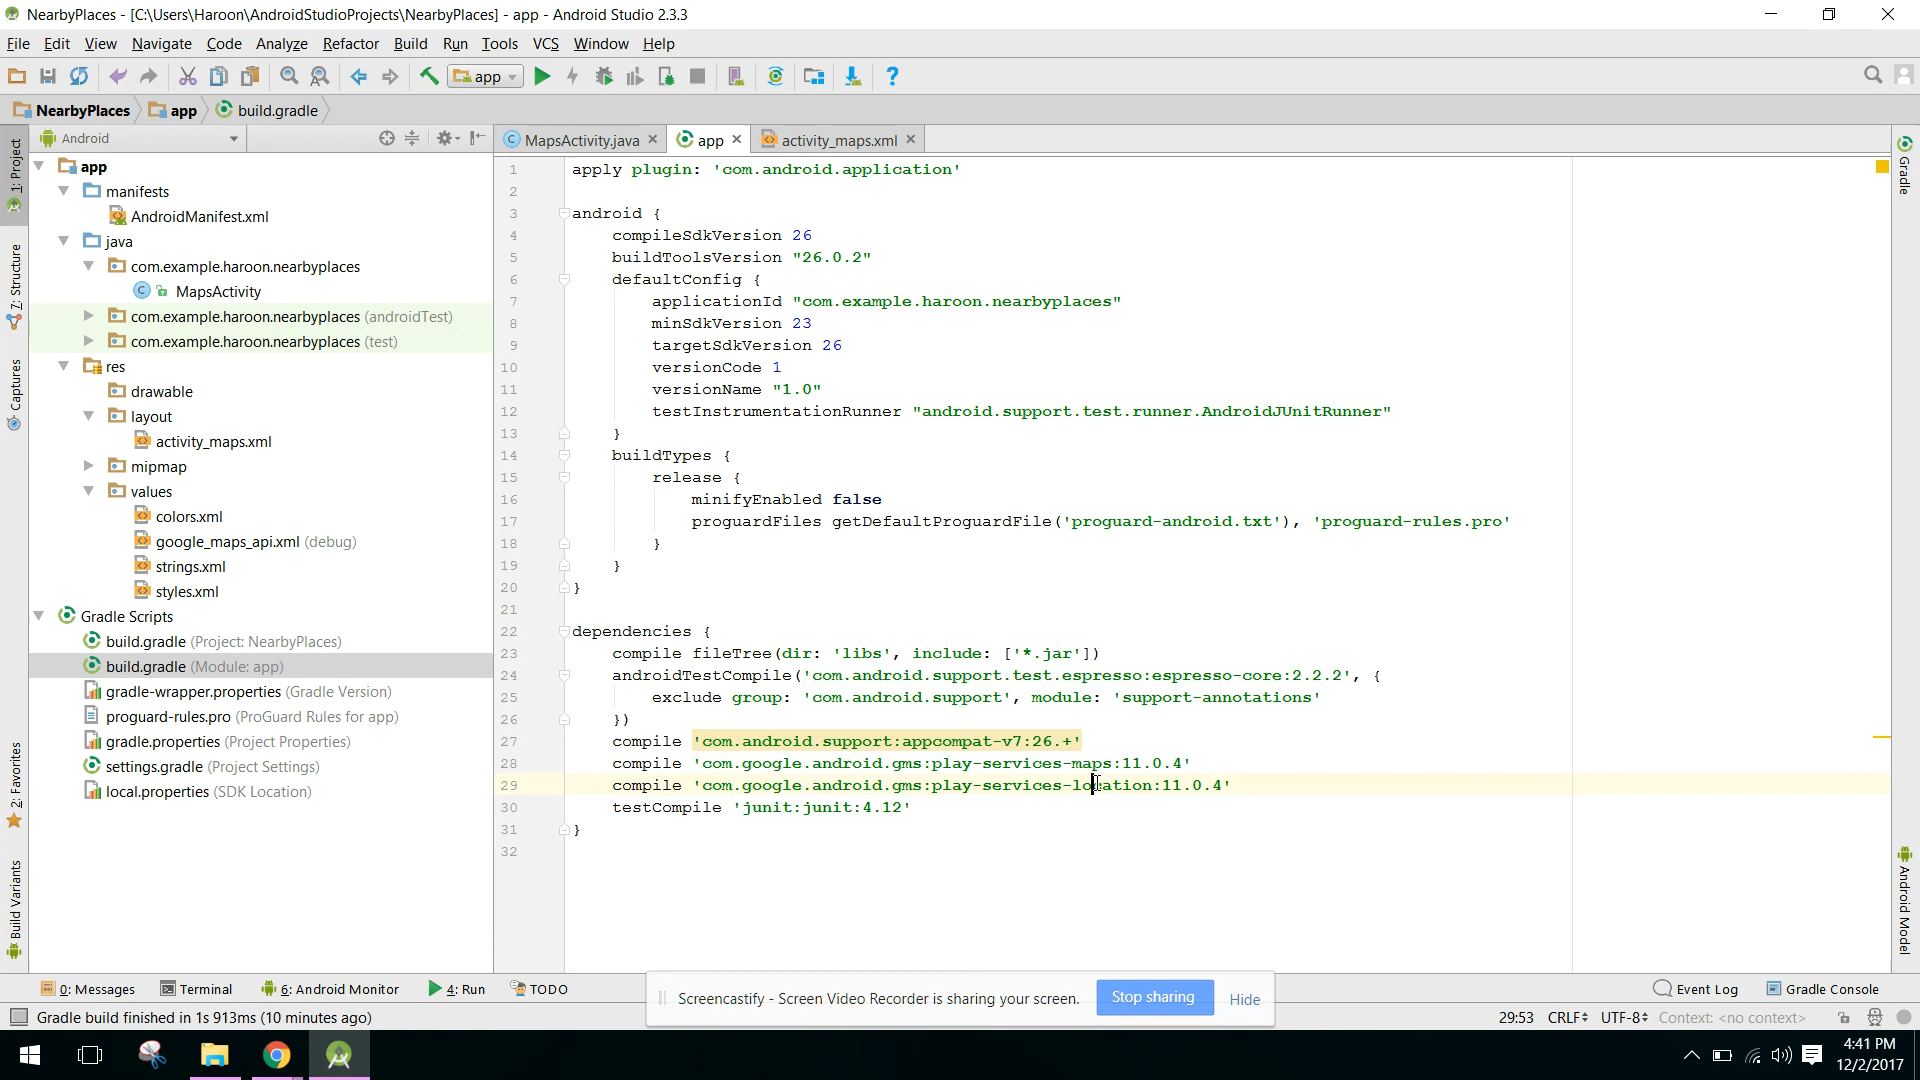 NearbyPlaces - [C:\Users\Haroon\AndroidStudioProjects\NearbyPlaces] - app - Android Studio 2.3.3
File Edit View Navigate Code Analyze Refactor Build Run Tools VCS Window Help
app
NearbyPlaces app build.gradle
Android
MapsActivity.java app activity_maps.xml
1: Project
7: Structure
Captures
2: Favorites
Build Variants
app
manifests
AndroidManifest.xml
java
com.example.haroon.nearbyplaces
MapsActivity
com.example.haroon.nearbyplaces (androidTest)
com.example.haroon.nearbyplaces (test)
res
drawable
layout
activity_maps.xml
mipmap
values
colors.xml
google_maps_api.xml (debug)
strings.xml
styles.xml
Gradle Scripts
build.gradle (Project: NearbyPlaces)
build.gradle (Module: app)
gradle-wrapper.properties (Gradle Version)
proguard-rules.pro (ProGuard Rules for app)
gradle.properties (Project Properties)
settings.gradle (Project Settings)
local.properties (SDK Location)
1 apply plugin: 'com.android.application'
2
3 android {
4 compileSdkVersion 26
5 buildToolsVersion "26.0.2"
6 defaultConfig {
7 applicationId "com.example.haroon.nearbyplaces"
8 minSdkVersion 23
9 targetSdkVersion 26
10 versionCode 1
11 versionName "1.0"
12 testInstrumentationRunner "android.support.test.runner.AndroidJUnitRunner"
13 }
14 buildTypes {
15 release {
16 minifyEnabled false
17 proguardFiles getDefaultProguardFile('proguard-android.txt'), 'proguard-rules.pro'
18 }
19 }
20 }
21
22 dependencies {
23 compile fileTree(dir: 'libs', include: ['*.jar'])
24 androidTestCompile('com.android.support.test.espresso:espresso-core:2.2.2', {
25 exclude group: 'com.android.support', module: 'support-annotations'
26 })
27 compile 'com.android.support:appcompat-v7:26.+'
28 compile 'com.google.android.gms:play-services-maps:11.0.4'
29 compile 'com.google.android.gms:play-services-location:11.0.4'
30 testCompile 'junit:junit:4.12'
31 }
32
Gradle
Android Model
0: Messages Terminal 6: Android Monitor 4: Run TODO Event Log Gradle Console
Screencastify - Screen Video Recorder is sharing your screen. Stop sharing Hide
Gradle build finished in 1s 913ms (10 minutes ago) 29:53 CRLF UTF-8 Context: <no context>
4:41 PM
12/2/2017